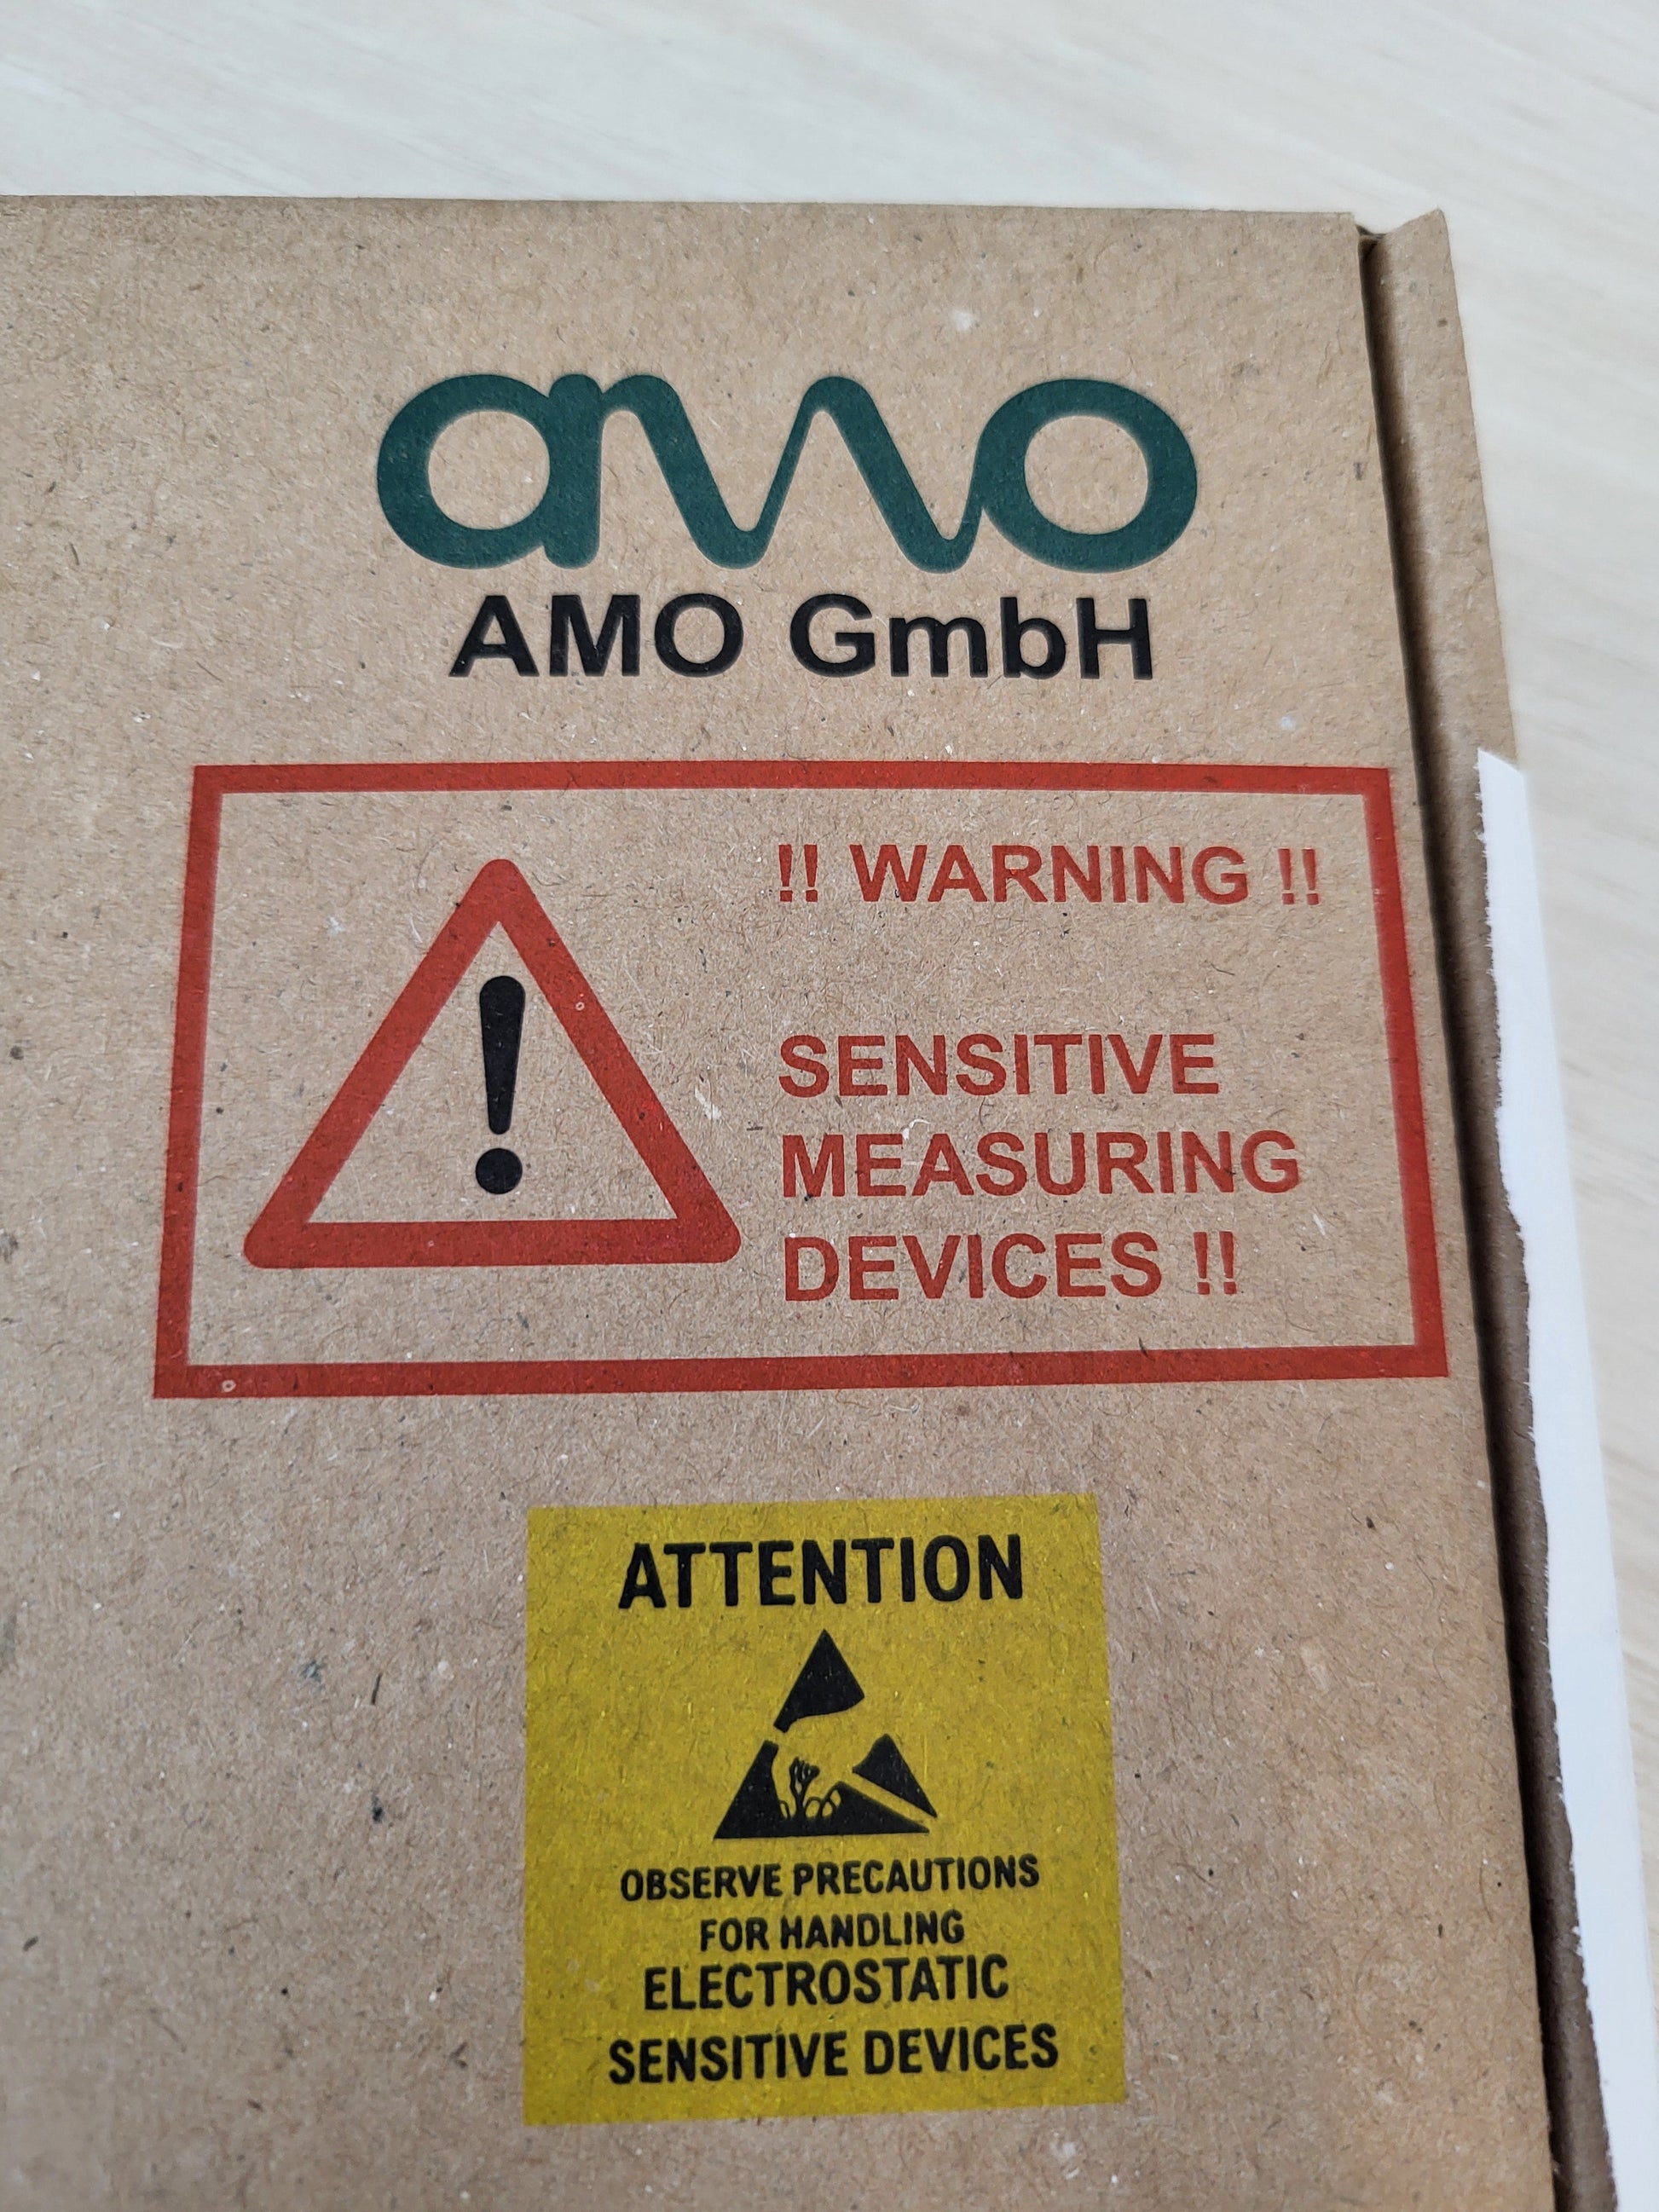 amo
AMO GmbH
!! WARNING !!
SENSITIVE
MEASURING
DEVICES !!
ATTENTION
OBSERVE PRECAUTIONS
FOR HANDLING
ELECTROSTATIC
SENSITIVE DEVICES